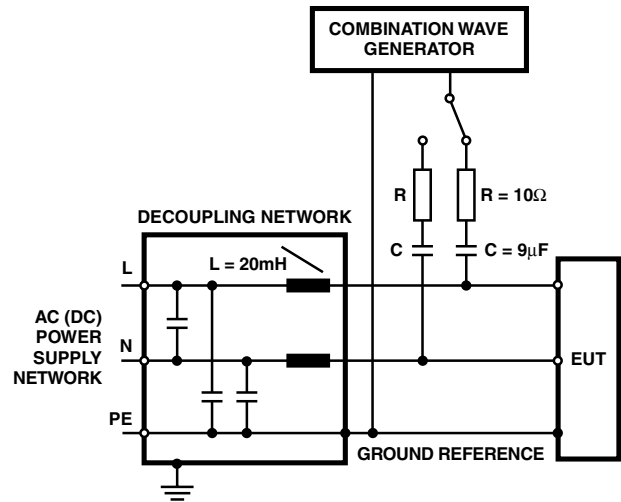 COMBINATION WAVE
GENERATOR
R
R = 10Ω
DECOUPLING NETWORK
L
L = 20mH
C
C = 9μF
AC (DC)
POWER
SUPPLY
NETWORK
N
EUT
PE
GROUND REFERENCE